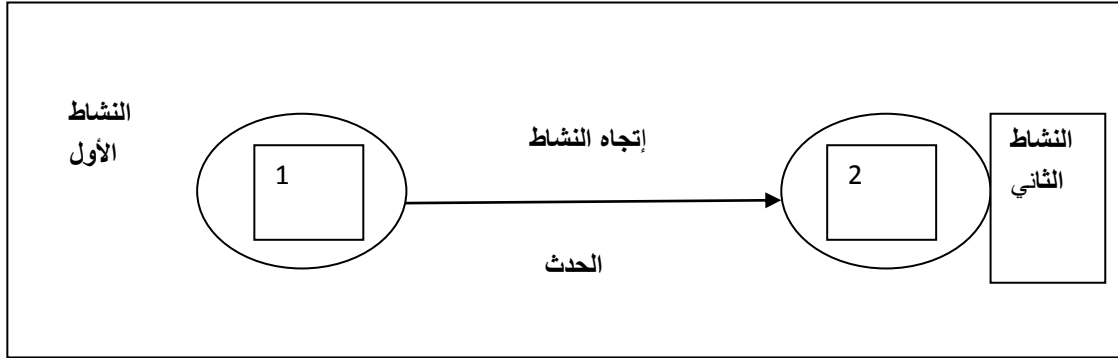 النشاط
الأول
1
إتجاه النشاط
الحدث
2
النشاط
الثاني